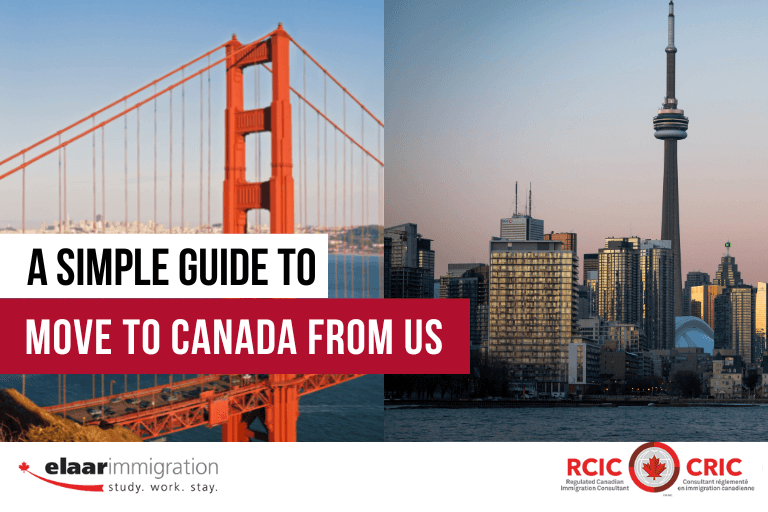 A SIMPLE GUIDE TO
MOVE TO CANADA FROM US
elaarimmigration
study. work. stay.
RCIC
Regulated Canadian
Immigration Consultant
CRIC
Consultant réglementé
en immigration canadienne